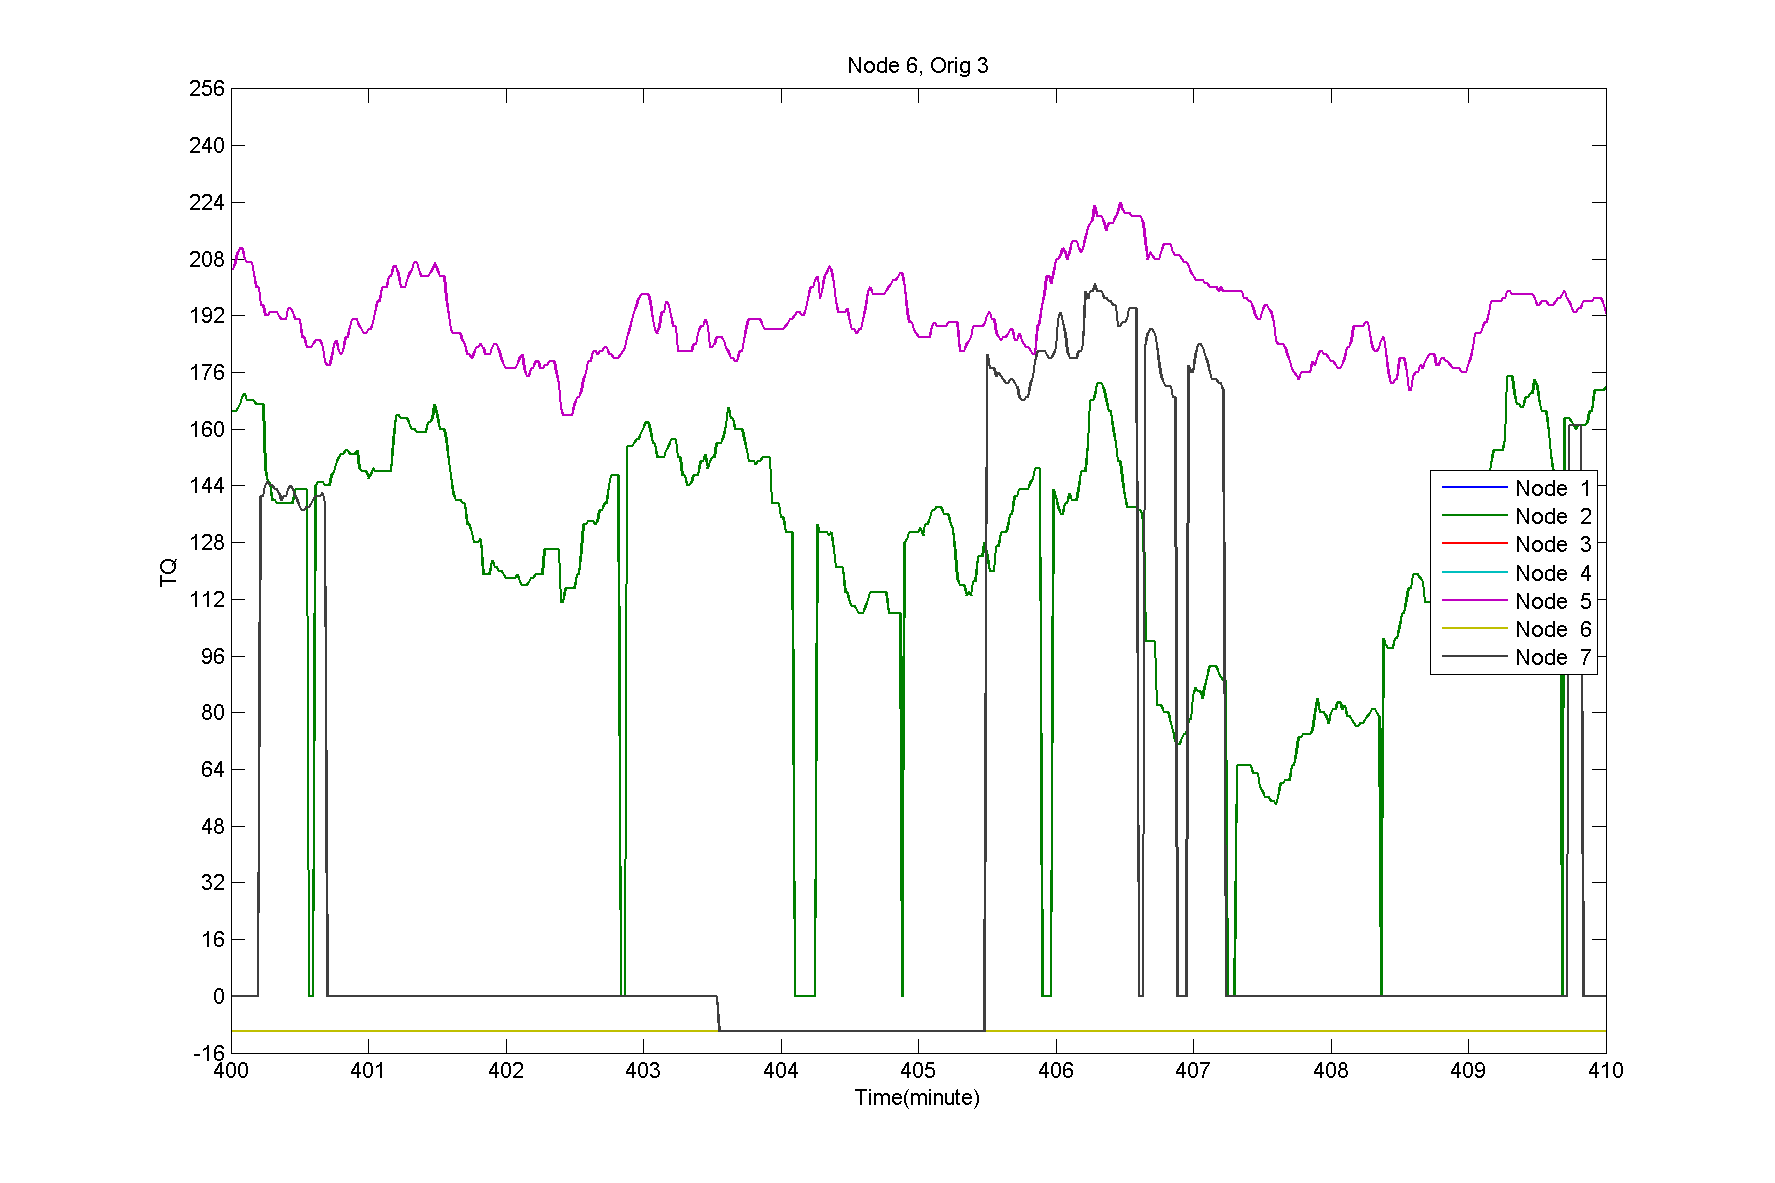 Node 6, Orig 3
256
240
224
208
192
176
160
144
128
112
96
80
64
48
32
16
0
-16
TQ
Node 1
Node 2
Node 3
Node 4
Node 5
Node 6
Node 7
400 401 402 403 404 405 406 407 408 409 410
Time(minute)